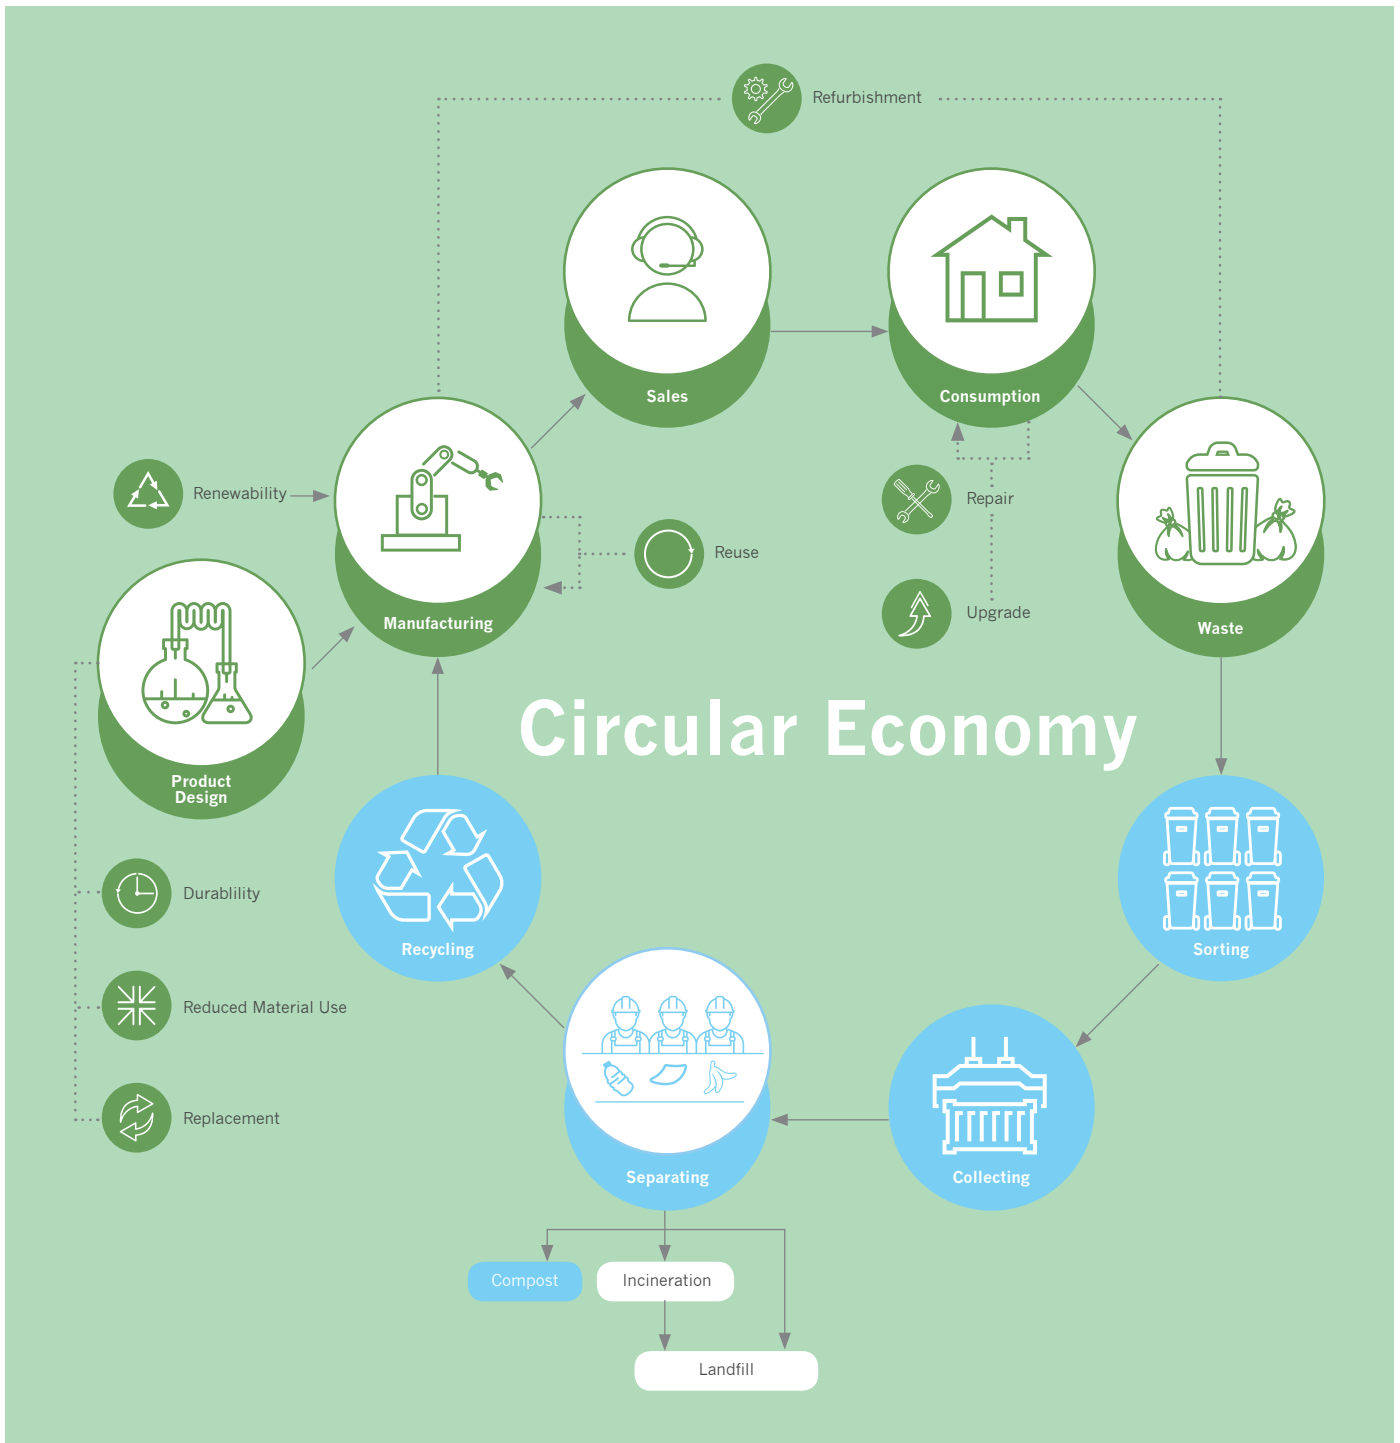 Refurbishment
Sales
Consumption
Renewability
Manufacturing
Reuse
Repair
Upgrade
Waste
Circular Economy
Product
Design
Durablility
Reduced Material Use
Replacement
Recycling
Sorting
Separating
Collecting
Compost
Incineration
Landfill